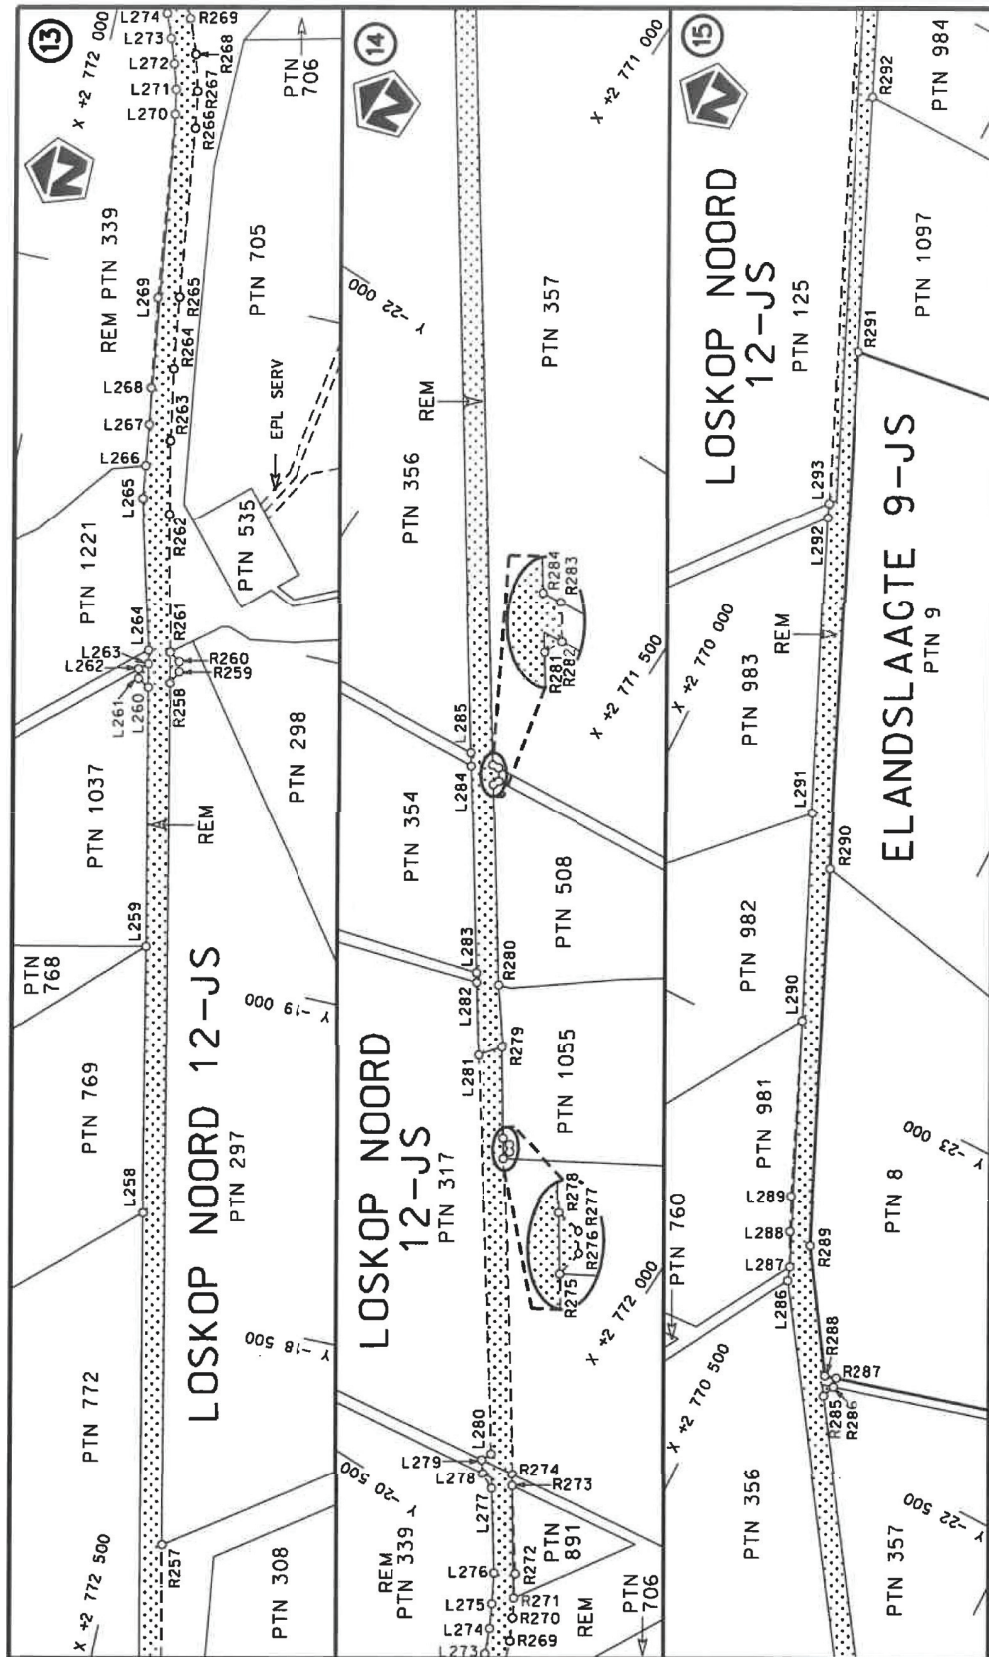 13
X +2 772 500
PTN 772
PTN 769
PTN 768
PTN 1037
PTN 1221
REM PTN 339
X +2 772 000
L258
L259
L260
L261
L262
L263
L264
L265
L266
L267
L268
L269
L270
L271
L272
L273
L274
R257
R258
R259
R260
R261
R262
R263
R264
R265
R266
R267
R268
R269
REM
LOSKOP NOORD 12-JS
PTN 297
PTN 308
PTN 298
PTN 535
EPL SERV
PTN 705
PTN 706
Y -18 500
Y -19 000
N
14
REM
PTN 339
Y -20 500
LOSKOP NOORD
12-JS
PTN 317
PTN 354
PTN 356
REM
Y -22 000
X +2 771 000
L273
L274
L275
L276
L277
L278
L279
L280
L281
L282
L283
L284
L285
R269
R270
R271
R272
R273
R274
R275
R276
R277
R278
R279
R280
R281
R282
R283
R284
PTN 706
REM
PTN 891
X +2 772 000
PTN 1055
PTN 508
X +2 771 500
PTN 357
N
15
PTN 760
X +2 770 500
PTN 356
PTN 981
PTN 982
PTN 983
X +2 770 000
REM
LOSKOP NOORD
12-JS
PTN 125
L286
L287
L288
L289
L290
L291
L292
L293
R285
R286
R287
R288
R289
R290
R291
R292
PTN 357
Y -22 500
PTN 8
Y -23 000
ELANDSLAAGTE 9-JS
PTN 9
PTN 1097
PTN 984
N